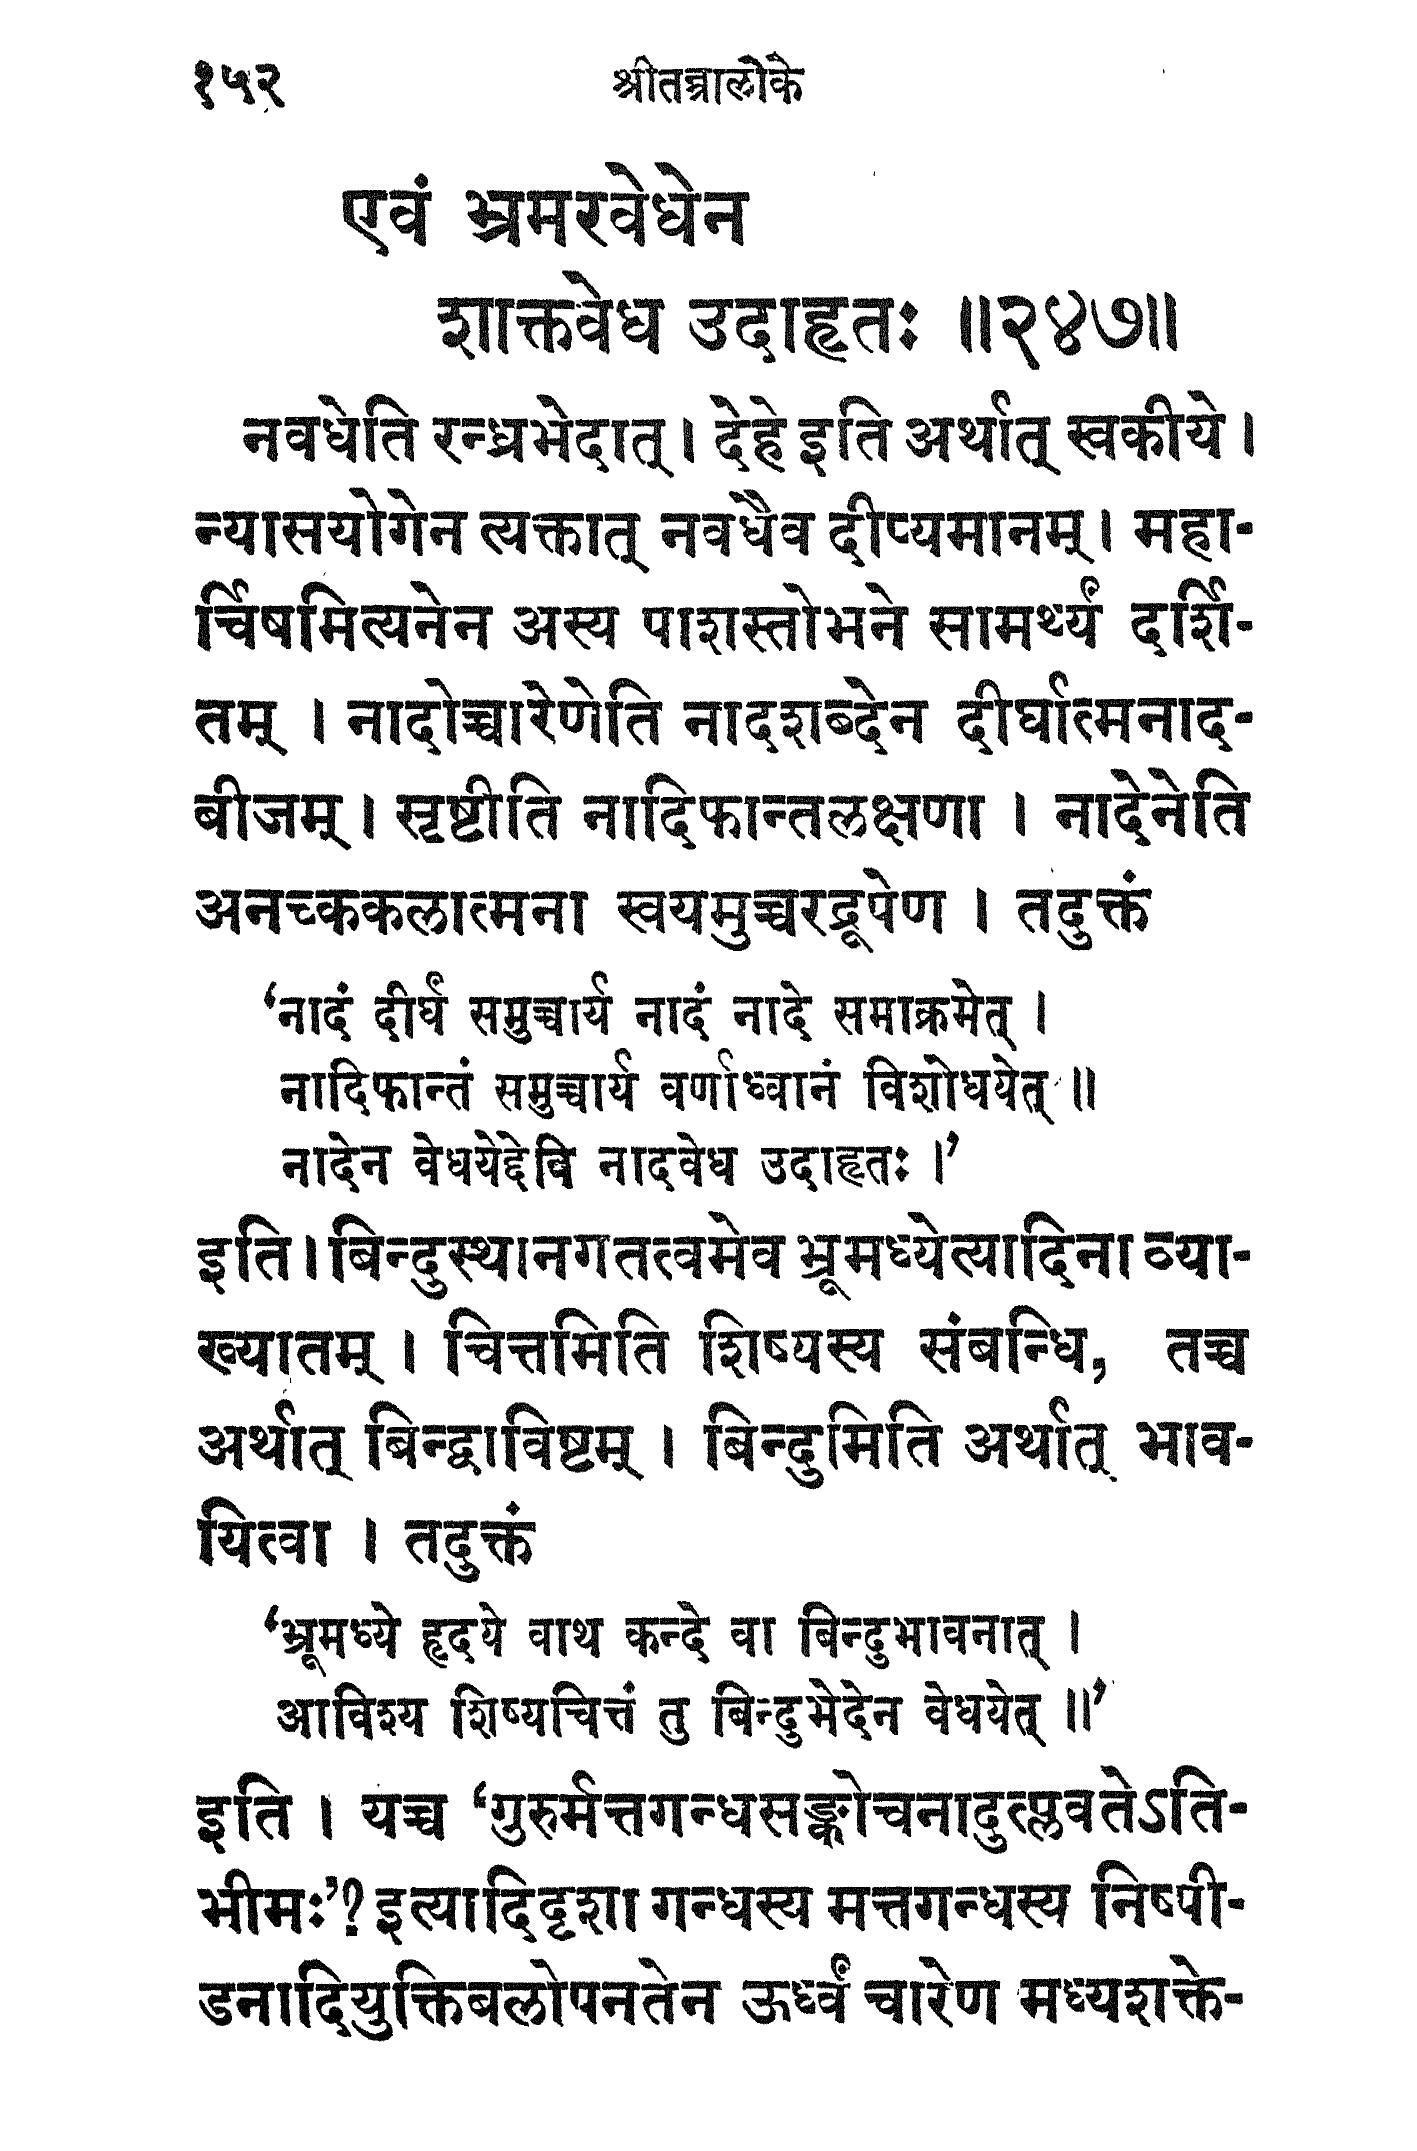 १५२ श्रीतन्त्रालोके
एवं भ्रमरवेधेन
शाक्तवेध उदाहृतः ॥२४७॥
नवधेति रन्ध्रभेदात्। देहे इति अर्थात् स्वकीये।
न्यासयोगेन त्यक्तात् नवधैव दीप्यमानम्। महा-
र्चिषमित्यनेन अस्य पाशस्तोभने सामर्थ्यं दर्शि-
तम् । नादोच्चारेणेति नादशब्देन दीर्घात्मनाद-
बीजम्। सृष्टीति नादिफान्तलक्षणा । नादेनेति
अनच्ककलात्मना स्वयमुच्चरद्रूपेण । तदुक्तं
‘नादं दीर्घं समुच्चार्य नादं नादे समाक्रमेत् ।
नादिफान्तं समुच्चार्य वर्णाध्वानं विशोधयेत् ॥
नादेन वेधयेद्देवि नादवेध उदाहृतः ।’
इति। बिन्दुस्थानगतत्वमेव भ्रूमध्येत्यादिना व्या-
ख्यातम् । चित्तमिति शिष्यस्य संबन्धि, तच्च
अर्थात् बिन्द्वाविष्टम् । बिन्दुमिति अर्थात् भाव-
यित्वा । तदुक्तं
‘भ्रूमध्ये हृदये वाथ कन्दे वा बिन्दुभावनात् ।
आविश्य शिष्यचित्तं तु बिन्दुभेदेन वेधयेत् ॥’
इति । यच्च ‘गुरुर्मत्तगन्धसङ्कोचनादुत्प्लवतेऽति-
भीमः’? इत्यादिदृशा गन्धस्य मत्तगन्धस्य निष्पी-
डनादियुक्तिबलोपनतेन ऊर्ध्वं चारेण मध्यशक्ते-